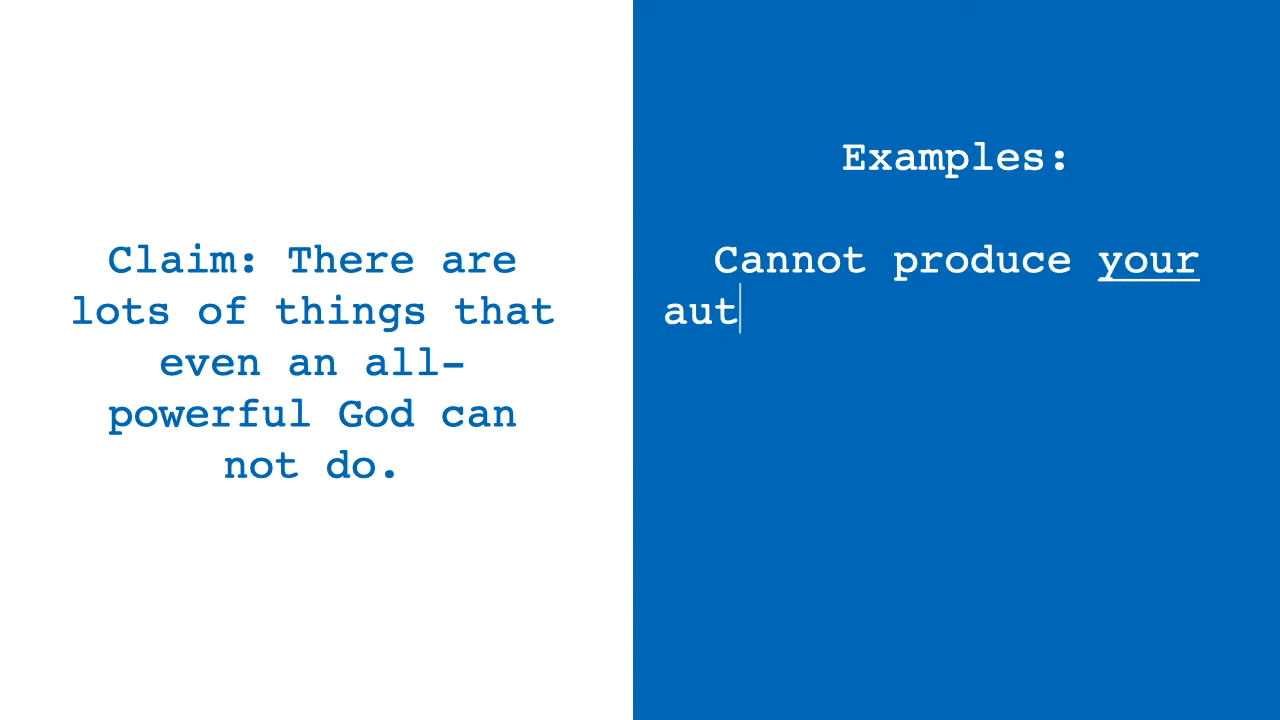 Claim: There are
lots of things that
even an all-
powerful God can
not do.
Examples:
Cannot produce your
aut